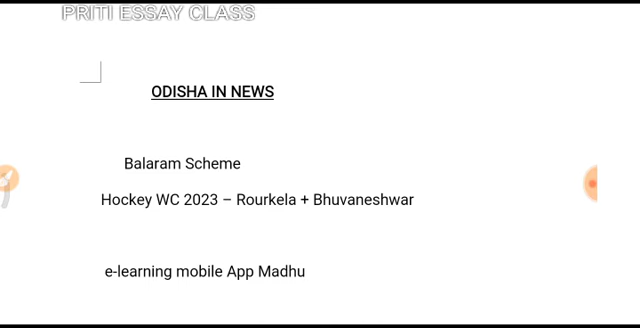 PRITI ESSAY CLASS
ODISHA IN NEWS
Balaram Scheme
Hockey WC 2023 – Rourkela + Bhuvaneshwar
e-learning mobile App Madhu